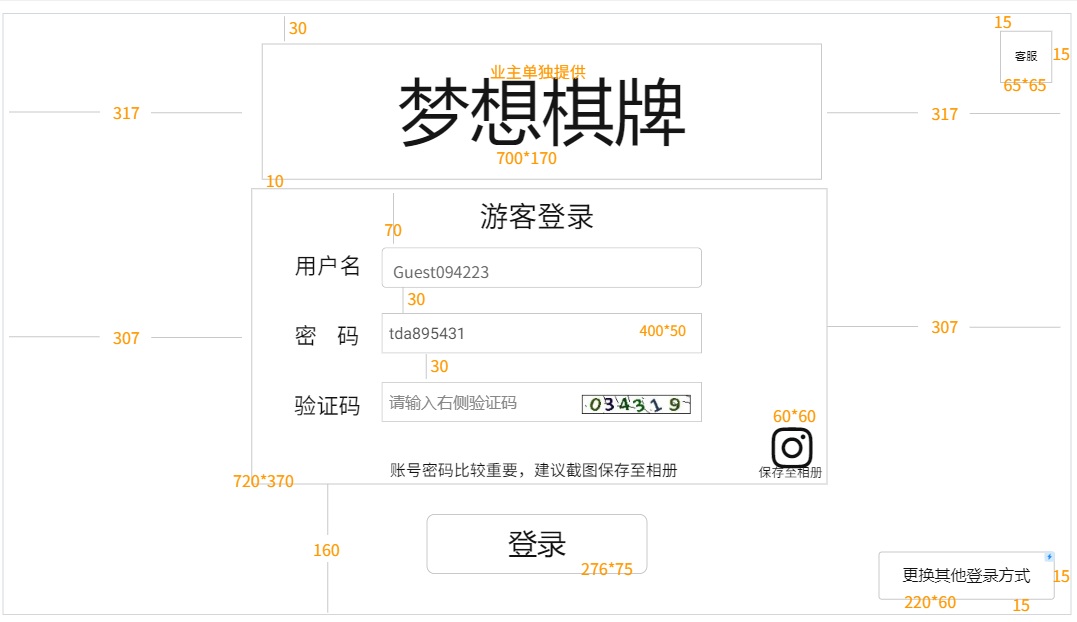 30
15
客服
15
业主单独提供
65*65
梦想棋牌
317
317
700*170
10
游客登录
70
用户名
Guest094223
30
密 码
tda895431
400*50
307
307
30
验证码
请输入右侧验证码
034319
60*60
账号密码比较重要，建议截图保存至相册
保存至相册
720*370
登录
160
276*75
更换其他登录方式
15
220*60
15